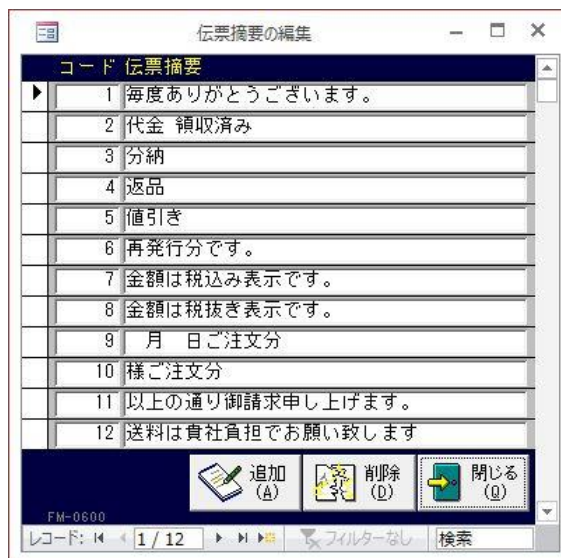 伝票摘要の編集
コード 伝票摘要
1 毎度ありがとうございます。
2 代金 領収済み
3 分納
4 返品
5 値引き
6 再発行分です。
7 金額は税込み表示です。
8 金額は税抜き表示です。
9 　月　日ご注文分
10 様ご注文分
11 以上の通り御請求申し上げます。
12 送料は貴社負担でお願い致します
追加(A) 削除(D) 閉じる(Q)
FM-0600
レコード: 1 / 12 フィルターなし 検索